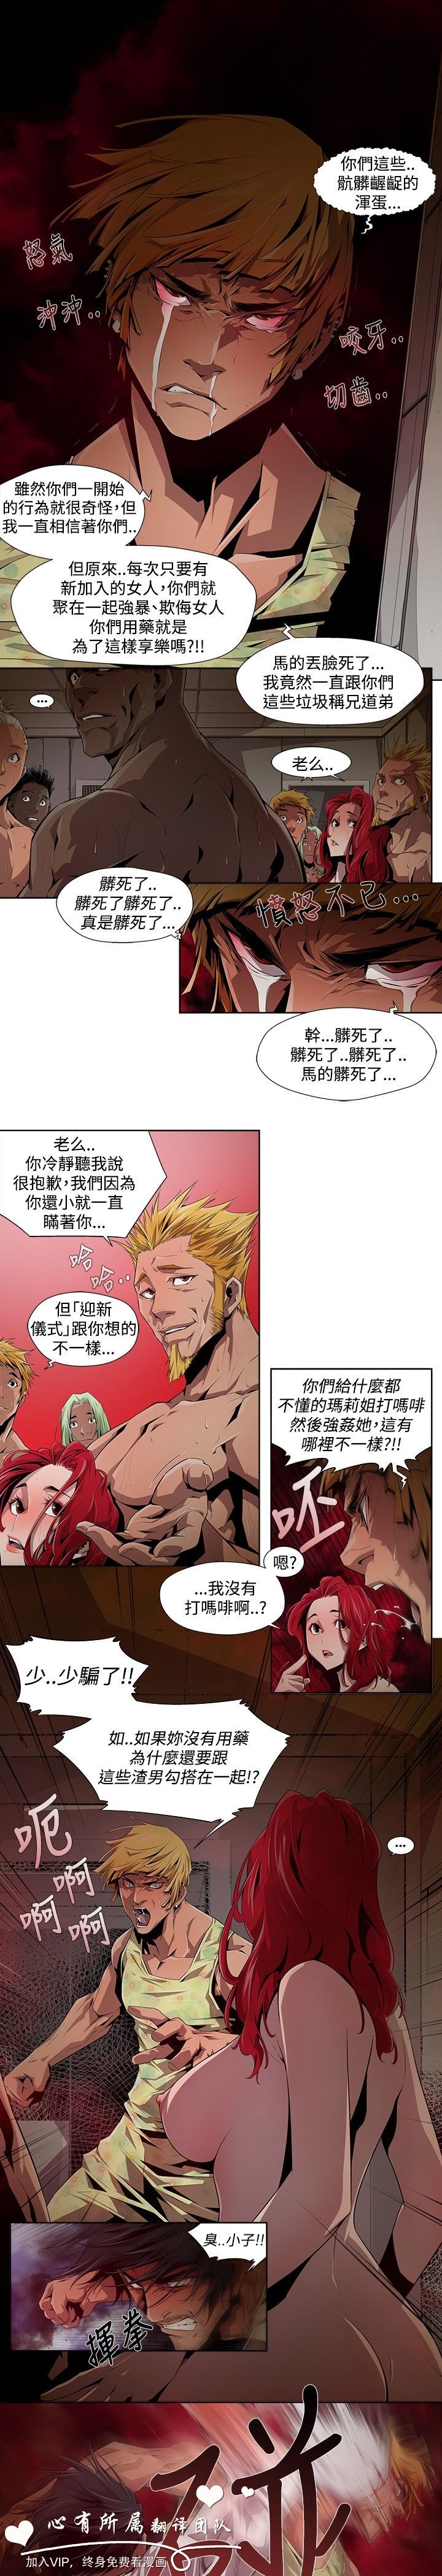 你們這些..
骯髒齷齪的
渾蛋...
怒氣
沖沖..
咬牙..
切齒..
雖然你們一開始
的行為就很奇怪，但
我一直相信著你們..
但原來..每次只要有
新加入的女人，你們就
聚在一起強暴、欺侮女人
你們用藥就是
為了這樣享樂嗎?!!
馬的丟臉死了...
我竟然一直跟你們
這些垃圾稱兄道弟
...
老么..
髒死了..
髒死了髒死了..
真是髒死了...
憤怒不已...
幹...髒死了..
髒死了..髒死了..
馬的髒死了...
老么..
你冷靜聽我說
很抱歉，我們因為
你還小就一直
瞞著你...
哈
哈..
但「迎新
儀式」跟你想的
不一樣...
你們給什麼都
不懂的瑪莉姐打嗎啡
然後強姦她，這有
哪裡不一樣?!!
呸
嗯?
...我沒有
打嗎啡啊..?
少..少騙了!!
如..如果妳沒有用藥
為什麼還要跟
這些渣男勾搭在一起!?
...
呃
啊
啊
啊
臭..小子!!
揮拳
碰
心有所属翻译团队
加入VIP，终身免费看漫画